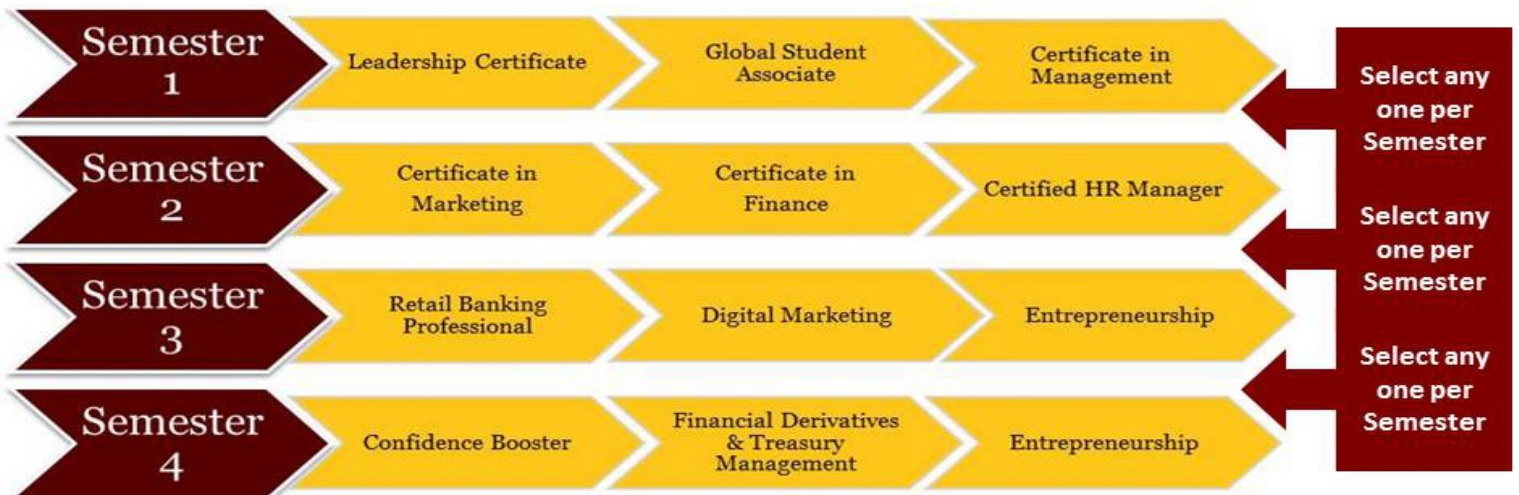 Semester
1
Leadership Certificate
Global Student
Associate
Certificate in
Management
Select any
one per
Semester
Semester
2
Certificate in
Marketing
Certificate in
Finance
Certified HR Manager
Select any
one per
Semester
Semester
3
Retail Banking
Professional
Digital Marketing
Entrepreneurship
Select any
one per
Semester
Semester
4
Confidence Booster
Financial Derivatives
& Treasury
Management
Entrepreneurship